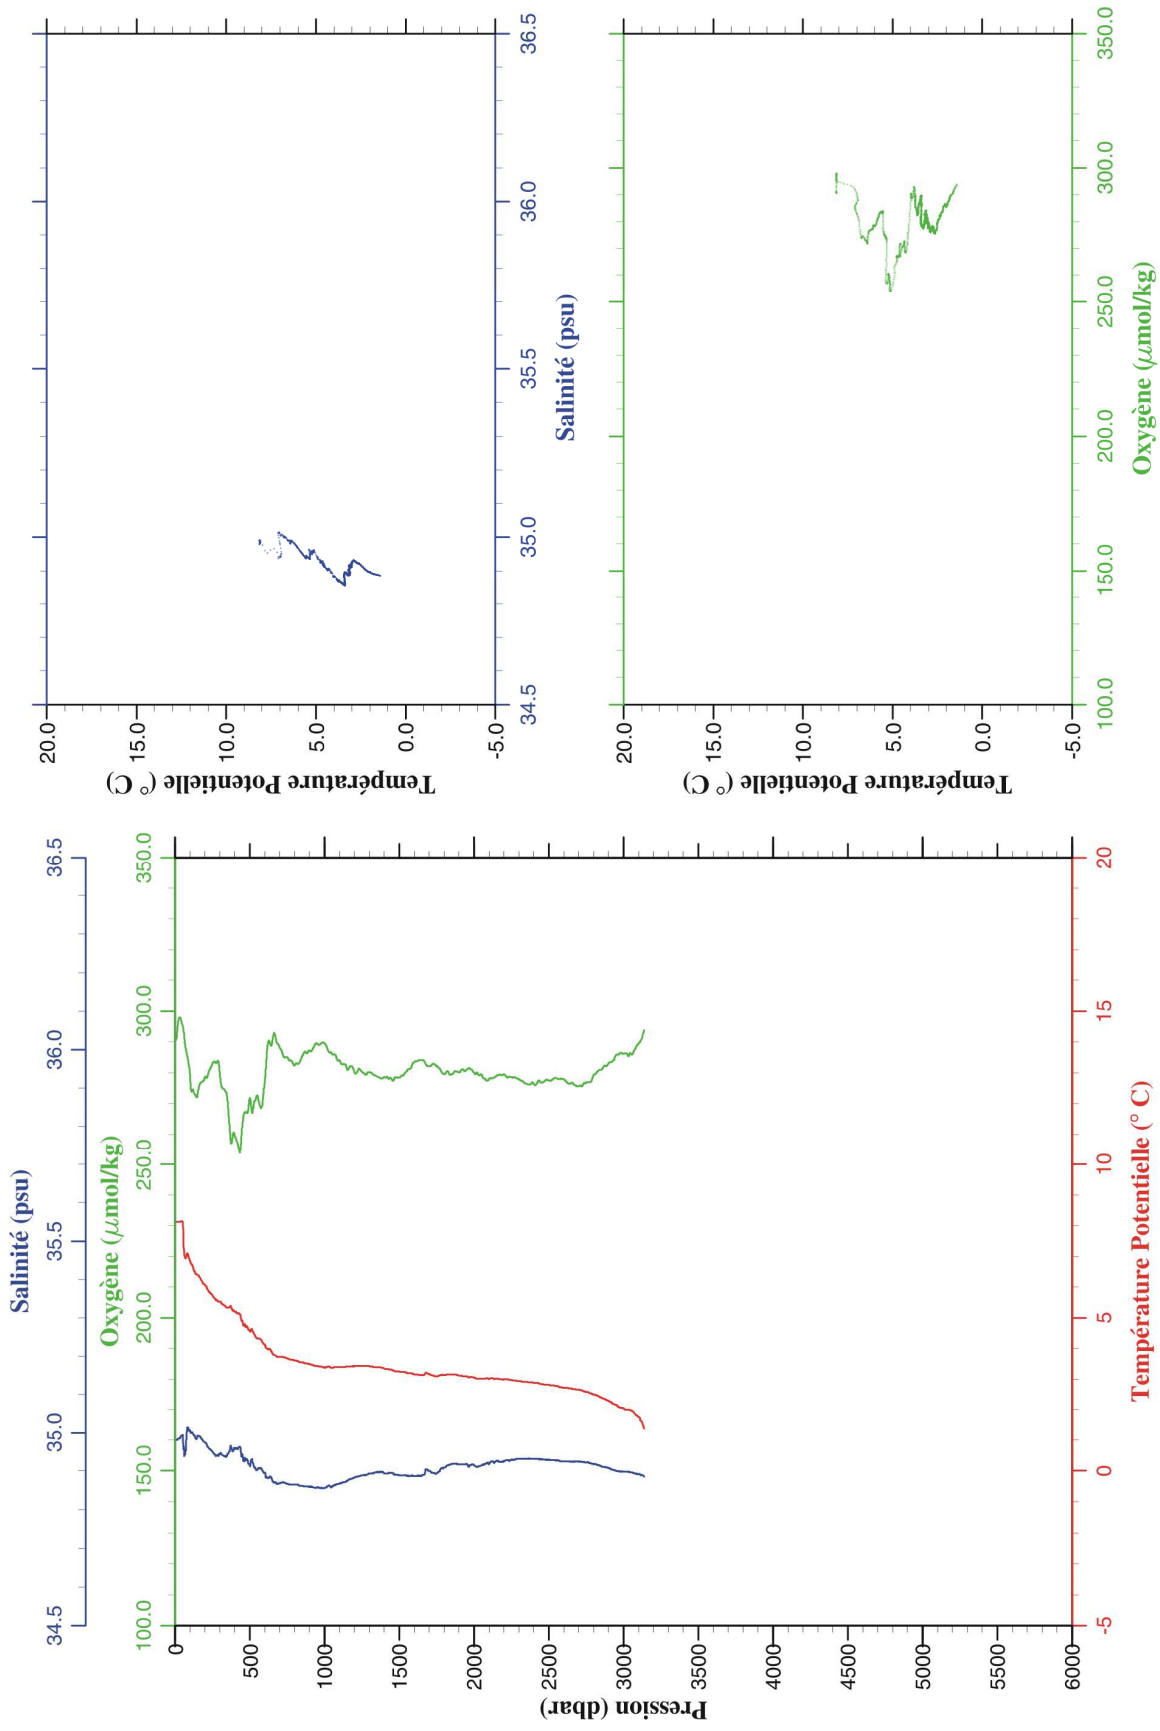 Salinité (psu)
34.5 35.0 35.5 36.0 36.5
Oxygène (μmol/kg)
100.0 150.0 200.0 250.0 300.0 350.0
0
500
1000
1500
2000
2500
3000
3500
4000
4500
5000
5500
6000
Pression (dbar)
-5 0 5 10 15 20
Température Potentielle (° C)
20.0
15.0
10.0
5.0
0.0
-5.0
Température Potentielle (° C)
34.5 35.0 35.5 36.0 36.5
Salinité (psu)
20.0
15.0
10.0
5.0
0.0
-5.0
Température Potentielle (° C)
100.0 150.0 200.0 250.0 300.0 350.0
Oxygène (μmol/kg)